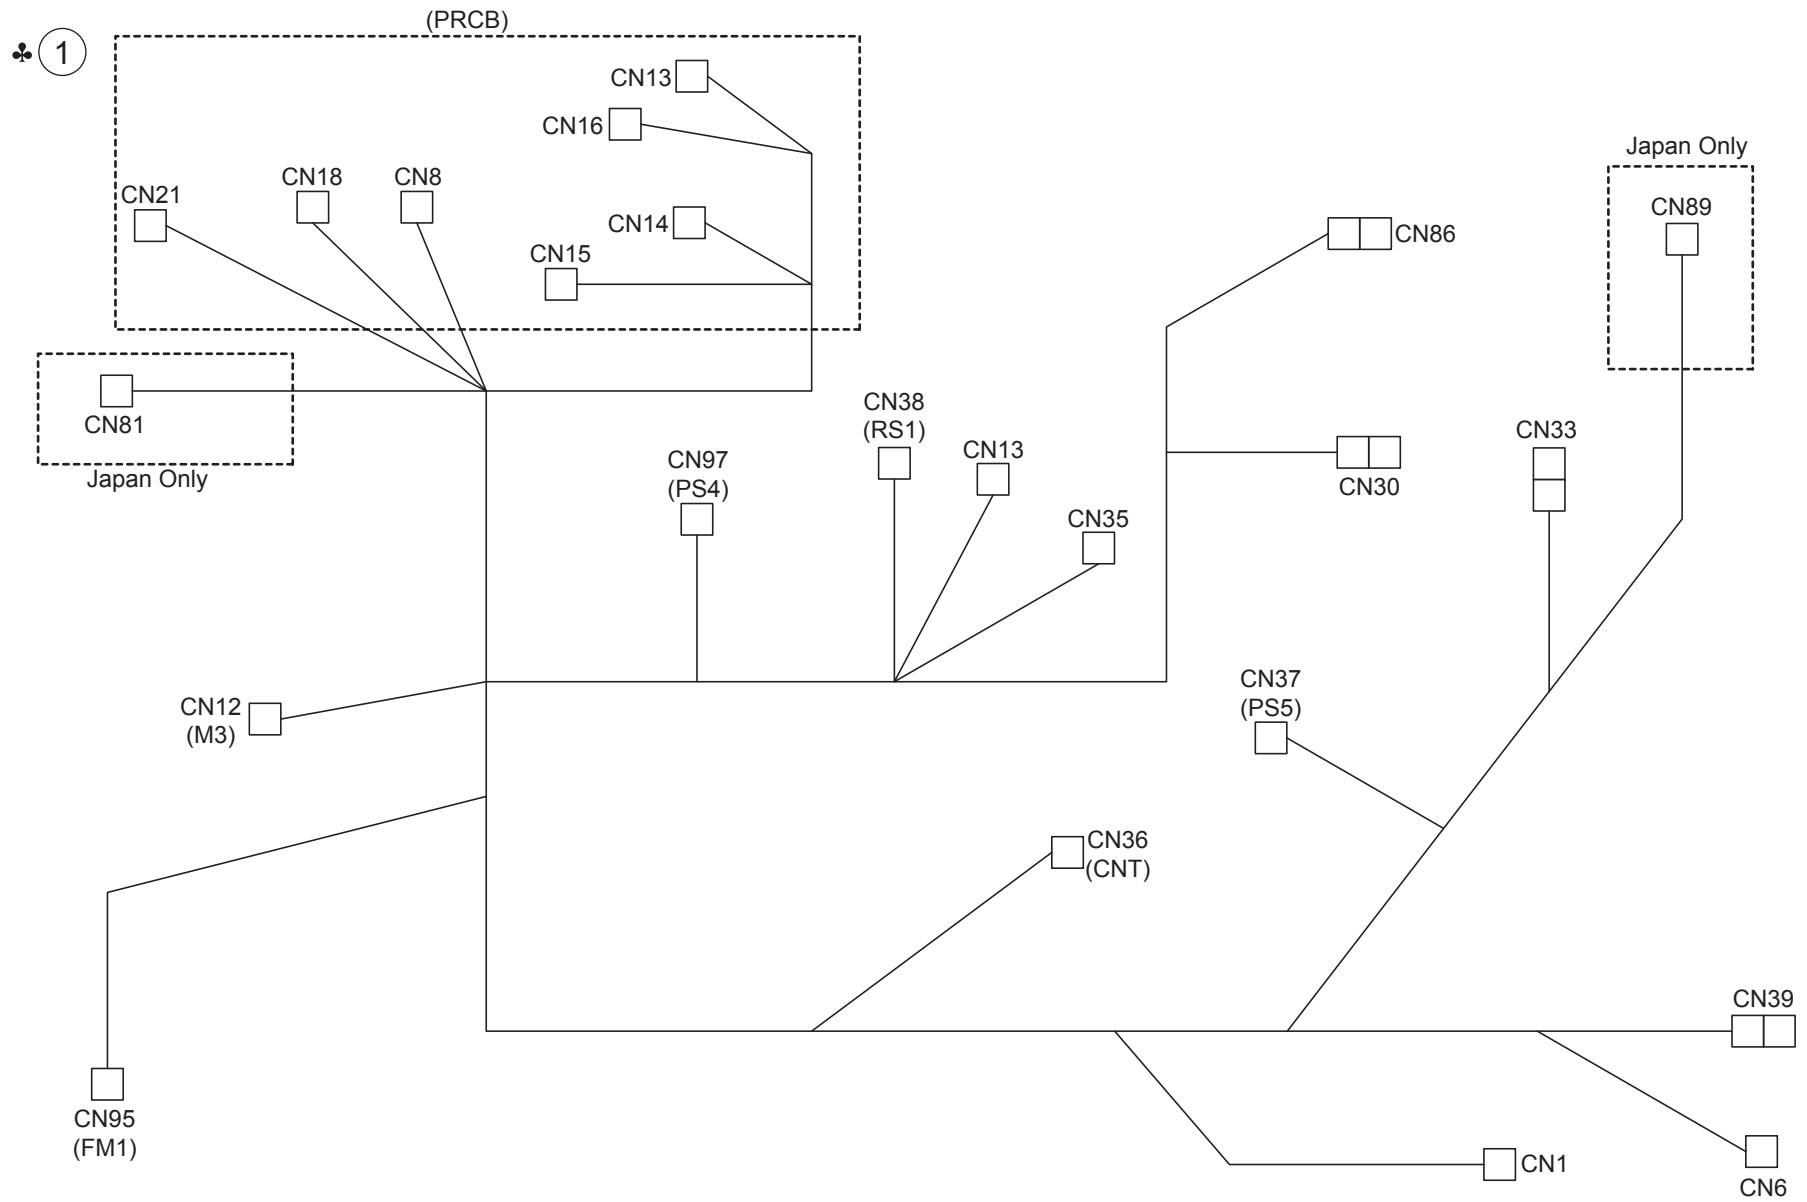 (PRCB)
♣ 1
CN13
CN16
CN21
CN18
CN8
CN14
CN15
Japan Only
CN89
CN86
CN81
Japan Only
CN97
(PS4)
CN38
(RS1)
CN13
CN35
CN30
CN33
CN12
(M3)
CN37
(PS5)
CN36
(CNT)
CN39
CN95
(FM1)
CN1
CN6